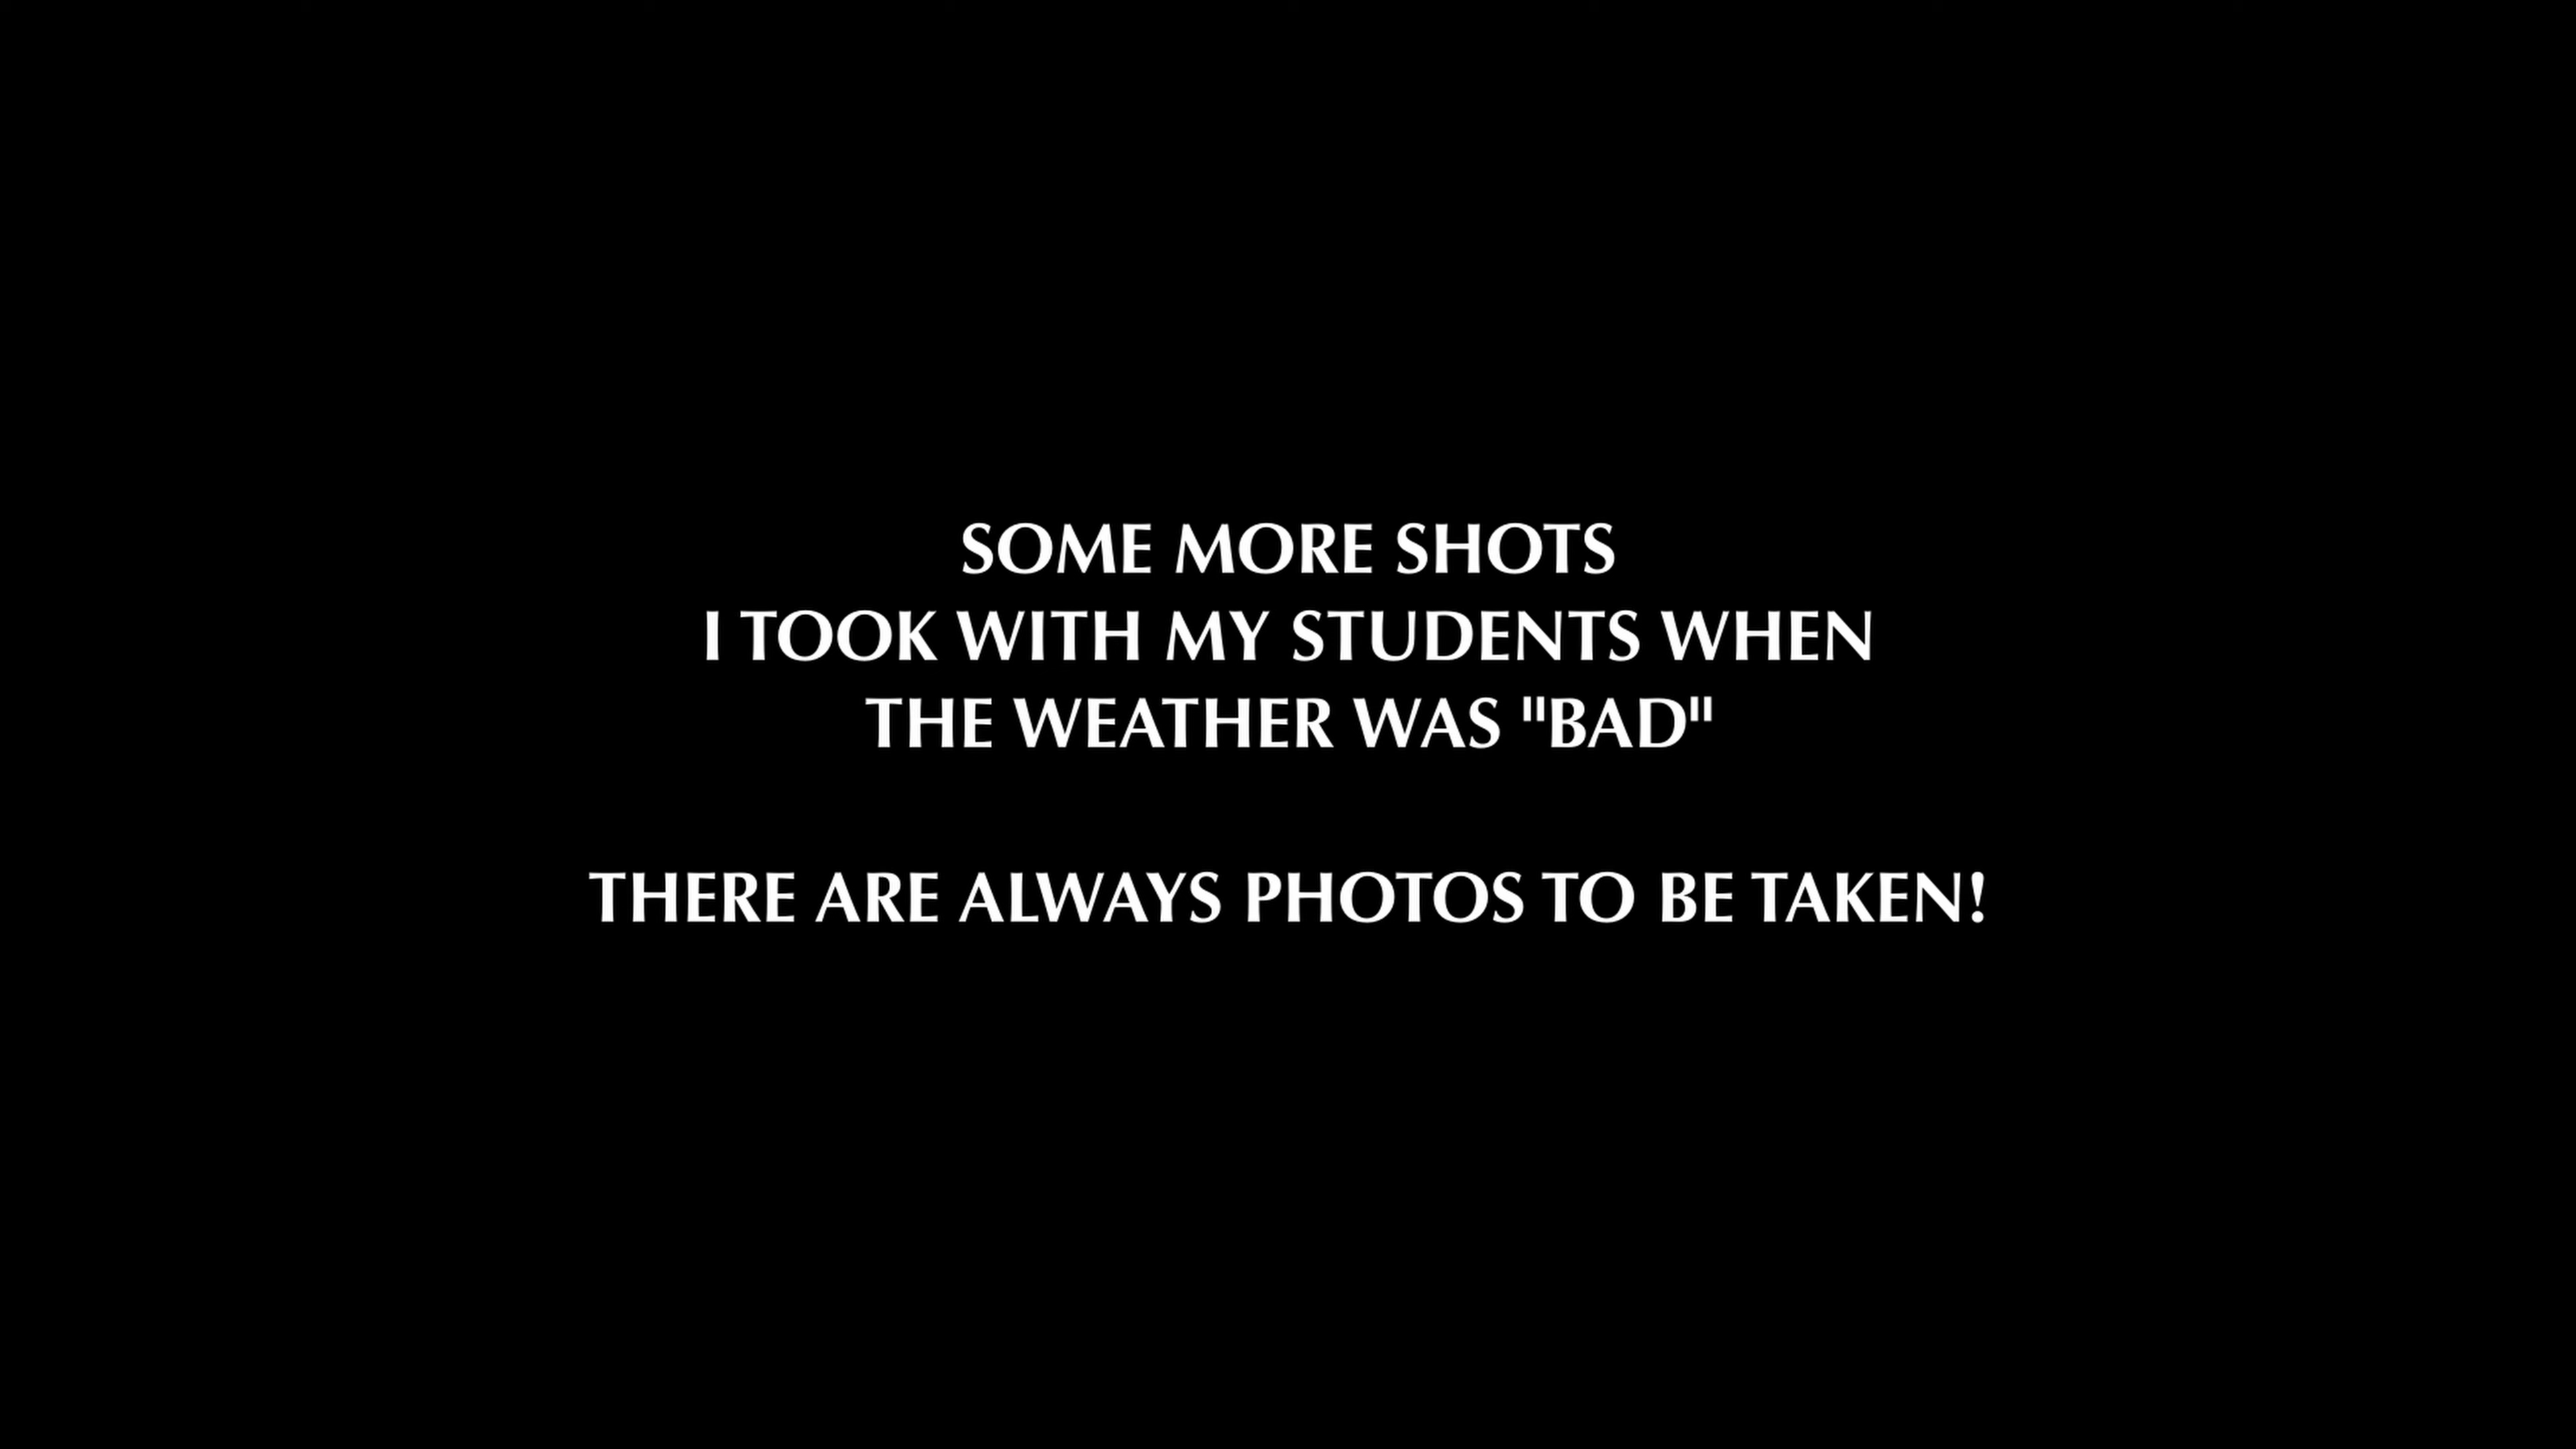 SOME MORE SHOTS
I TOOK WITH MY STUDENTS WHEN
THE WEATHER WAS "BAD"
THERE ARE ALWAYS PHOTOS TO BE TAKEN!